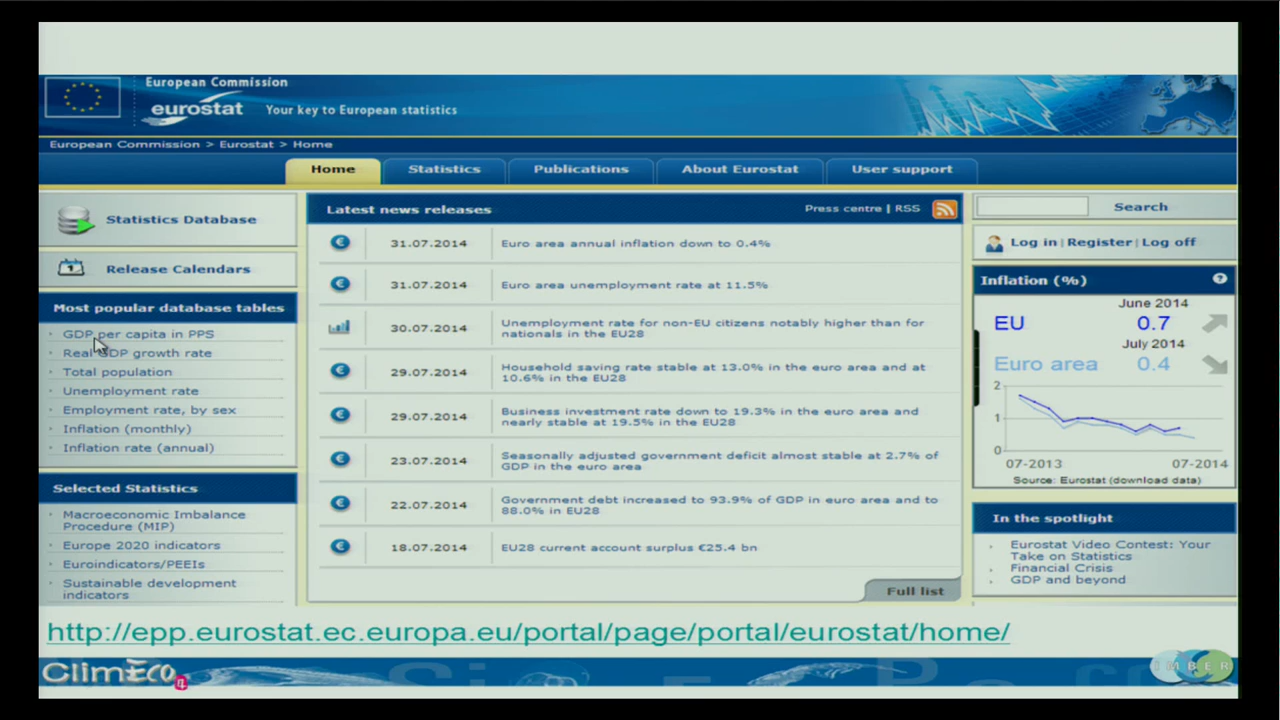 European Commission
eurostat
Your key to European statistics
European Commission > Eurostat > Home
Home
Statistics
Publications
About Eurostat
User support
Statistics Database
Release Calendars
Most popular database tables
GDP per capita in PPS
Real GDP growth rate
Total population
Unemployment rate
Employment rate, by sex
Inflation (monthly)
Inflation rate (annual)
Selected Statistics
Macroeconomic Imbalance
Procedure (MIP)
Europe 2020 indicators
Euroindicators/PEEIs
Sustainable development
indicators
Latest news releases
Press centre | RSS
31.07.2014 Euro area annual inflation down to 0.4%
31.07.2014 Euro area unemployment rate at 11.5%
30.07.2014 Unemployment rate for non-EU citizens notably higher than for
nationals in the EU28
29.07.2014 Household saving rate stable at 13.0% in the euro area and at
10.6% in the EU28
29.07.2014 Business investment rate down to 19.3% in the euro area and
nearly stable at 19.5% in the EU28
23.07.2014 Seasonally adjusted government deficit almost stable at 2.7% of
GDP in the euro area
22.07.2014 Government debt increased to 93.9% of GDP in euro area and to
88.0% in EU28
18.07.2014 EU28 current account surplus €25.4 bn
Full list
Search
Log in | Register | Log off
Inflation (%)
?
June 2014
EU 0.7
July 2014
Euro area 0.4
2
1
0
07-2013 07-2014
Source: Eurostat (download data)
In the spotlight
Eurostat Video Contest: Your
Take on Statistics
Financial Crisis
GDP and beyond
http://epp.eurostat.ec.europa.eu/portal/page/portal/eurostat/home/
ClimEco
4
IMBER